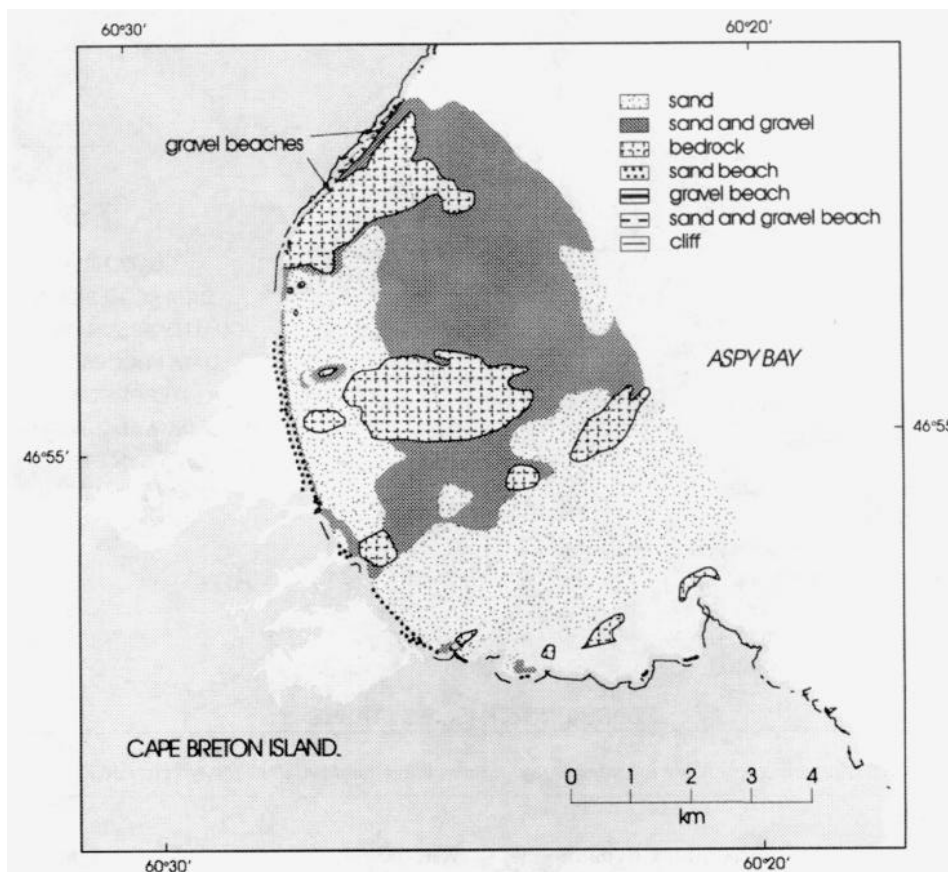 60°30′
60°20′
sand
sand and gravel
gravel beaches
bedrock
sand beach
gravel beach
sand and gravel beach
cliff
ASPY BAY
46°55′
46°55
CAPE BRETON ISLAND.
0 1 2 3 4
km
60°30′
60°20′